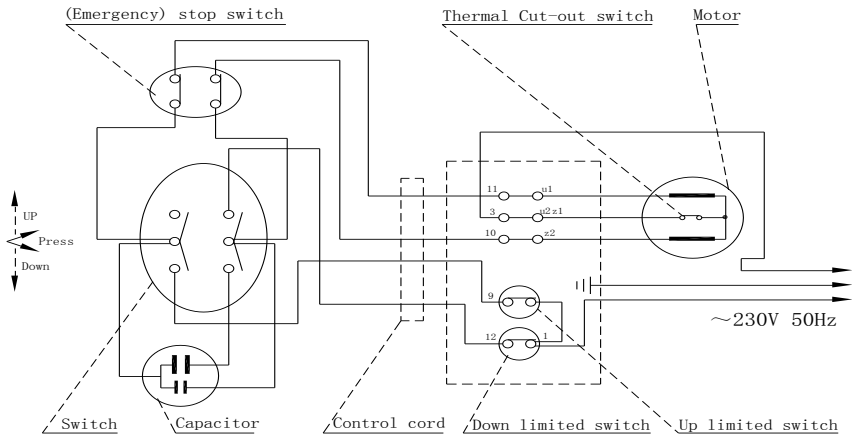 (Emergency) stop switch
Thermal Cut-out switch
Motor
11
u1
3
u2z1
10
z2
UP
Press
Down
9
12
1
~230V 50Hz
Switch
Capacitor
Control cord
Down limited switch
Up limited switch